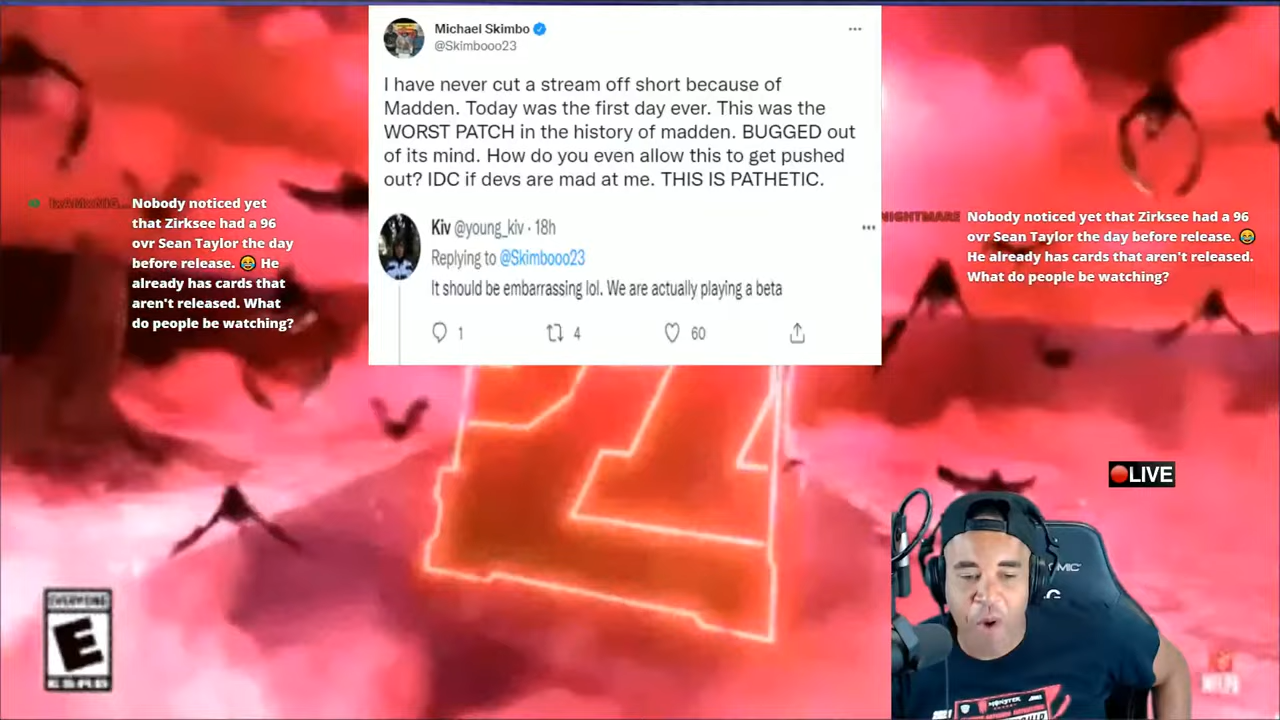 Michael Skimbo
@Skimbooo23
I have never cut a stream off short because of
Madden. Today was the first day ever. This was the
WORST PATCH in the history of madden. BUGGED out
of its mind. How do you even allow this to get pushed
out? IDC if devs are mad at me. THIS IS PATHETIC.
Kiv @young_kiv · 18h
Replying to @Skimbooo23
It should be embarrassing lol. We are actually playing a beta
1 4 60
Nobody noticed yet
that Zirksee had a 96
ovr Sean Taylor the day
before release. 😂 He
already has cards that
aren't released. What
do people be watching?
NIGHTMARE
Nobody noticed yet that Zirksee had a 96
ovr Sean Taylor the day before release. 😂
He already has cards that aren't released.
What do people be watching?
🔴LIVE
EVERYONE
E
ESRB
NFLPA
MONSTER